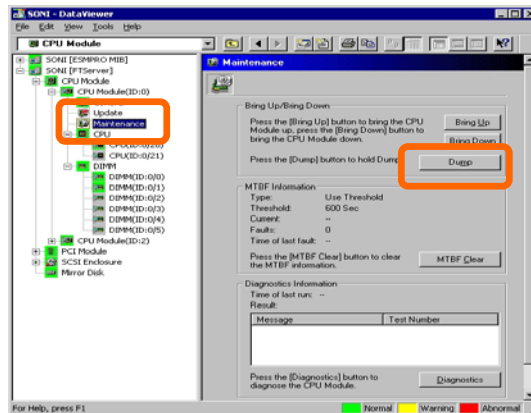 SONI - DataViewer
File Edit View Tools Help
CPU Module
SONI [ESMPRO MIB]
SONI [FTServer]
CPU Module
CPU Module(ID:0)
Update
Maintenance
CPU
CPU(ID:0/20)
CPU(ID:0/21)
DIMM
DIMM(ID:0/0)
DIMM(ID:0/1)
DIMM(ID:0/2)
DIMM(ID:0/3)
DIMM(ID:0/4)
DIMM(ID:0/5)
CPU Module(ID:2)
PCI Module
SCSI Enclosure
Mirror Disk
Maintenance
Bring Up/Bring Down
Press the [Bring Up] button to bring the CPU
Module up, press the [Bring Down] button to
bring the CPU Module down.
Bring Up
Bring Down
Press the [Dump] button to hold Dump
Dump
MTBF Information
Type: Use Threshold
Threshold: 600 Sec
Current: --
Faults: 0
Time of last fault: --
Press the [MTBF Clear] button to clear
the MTBF information.
MTBF Clear
Diagnostics Information
Time of last run: --
Result:
Message Test Number
Press the [Diagnostics] button to
diagnose the CPU Module.
Diagnostics
For Help, press F1
Normal Warning Abnormal